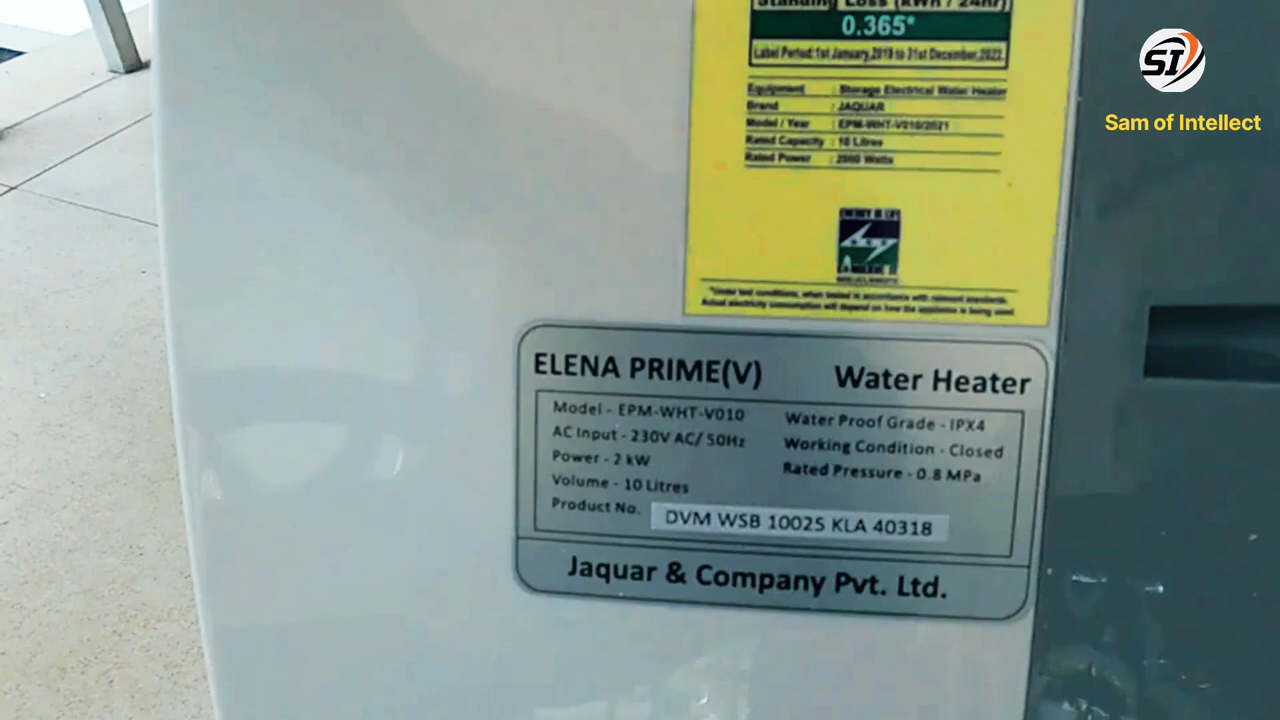 Standing Loss (kWh / 24hr)
0.365*
Label Period:1st January,2019 to 31st December,2022
Equipment : Storage Electrical Water Heater
Brand : JAQUAR
Model / Year : EPM-WHT-V010/2021
Rated Capacity : 10 Litres
Rated Power : 2000 Watts
*Under test conditions, when tested in accordance with relevant standards.
Actual electricity consumption will depend on how the appliance is being used.
SI
Sam of Intellect
ELENA PRIME(V) Water Heater
Model - EPM-WHT-V010
AC Input - 230V AC/ 50Hz
Power - 2 kW
Volume - 10 Litres
Product No. DVM WSB 10025 KLA 40318
Water Proof Grade - IPX4
Working Condition - Closed
Rated Pressure - 0.8 MPa
Jaquar & Company Pvt. Ltd.